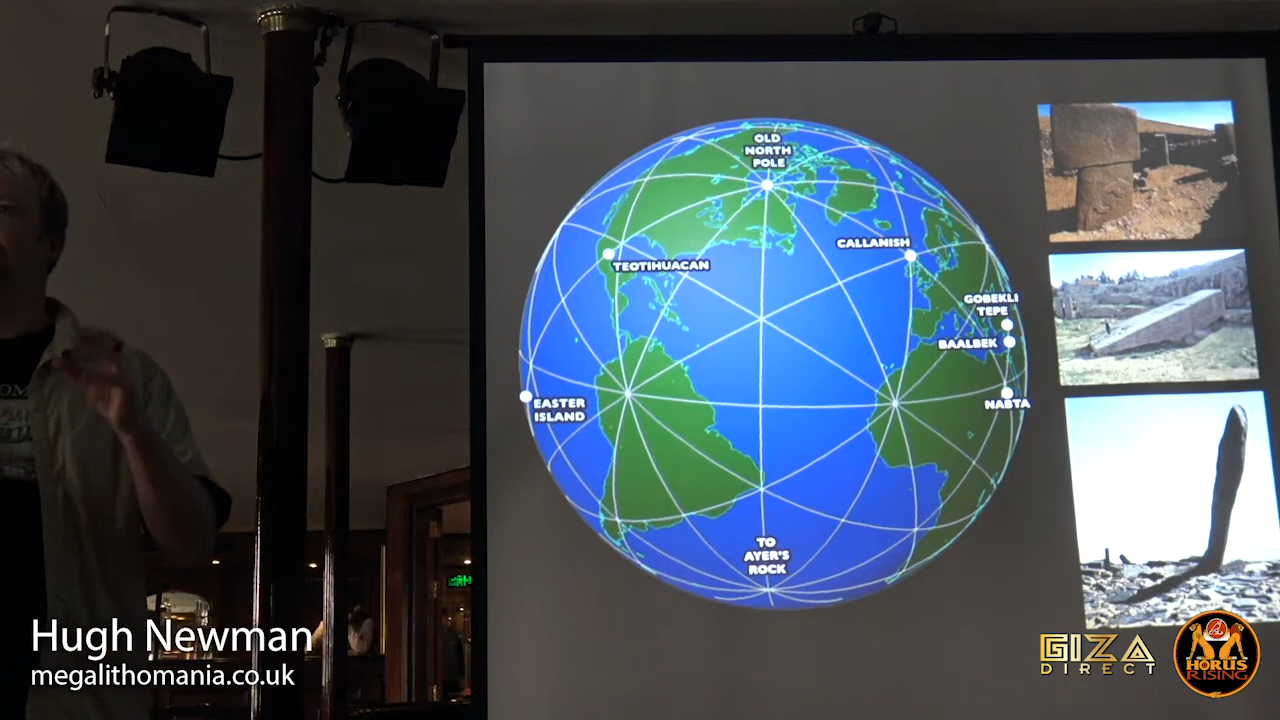 OLD
NORTH
POLE
CALLANISH
TEOTIHUACAN
GOBEKLI
TEPE
BAALBEK
EASTER
ISLAND
NABTA
TO
AYER'S
ROCK
Hugh Newman
megalithomania.co.uk
GIZA
DIRECT
HORUS
RISING